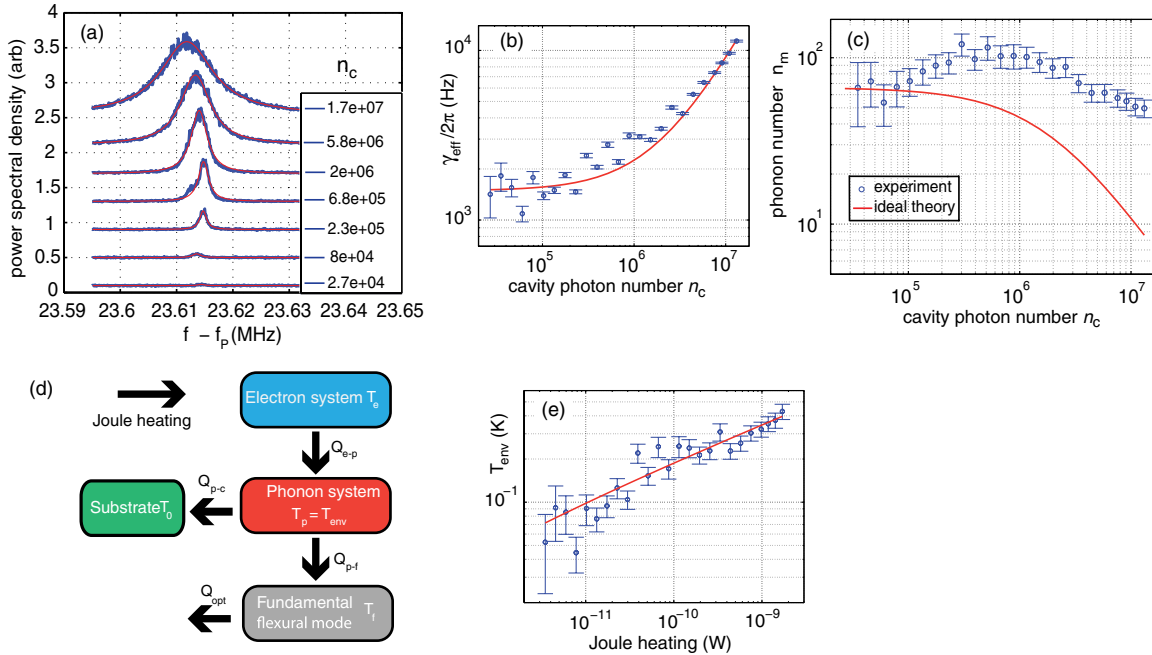 (a)
power spectral density (arb)
4
3.5
3
2.5
2
1.5
1
0.5
0
n_c
1.7e+07
5.8e+06
2e+06
6.8e+05
2.3e+05
8e+04
2.7e+04
23.59 23.6 23.61 23.62 23.63 23.64 23.65
f − f_P (MHz)
(b)
γ_eff/2π (Hz)
10^4
10^3
10^5 10^6 10^7
cavity photon number n_c
(c)
phonon number n_m
10^2
10^1
experiment
ideal theory
10^5 10^6 10^7
cavity photon number n_c
(d)
Joule heating
Electron system T_e
Q_e-p
Q_p-c
Substrate T_0
Phonon system
T_p = T_env
Q_p-f
Q_opt
Fundamental T_f
flexural mode
(e)
T_env (K)
10^-1
10^-11 10^-10 10^-9
Joule heating (W)